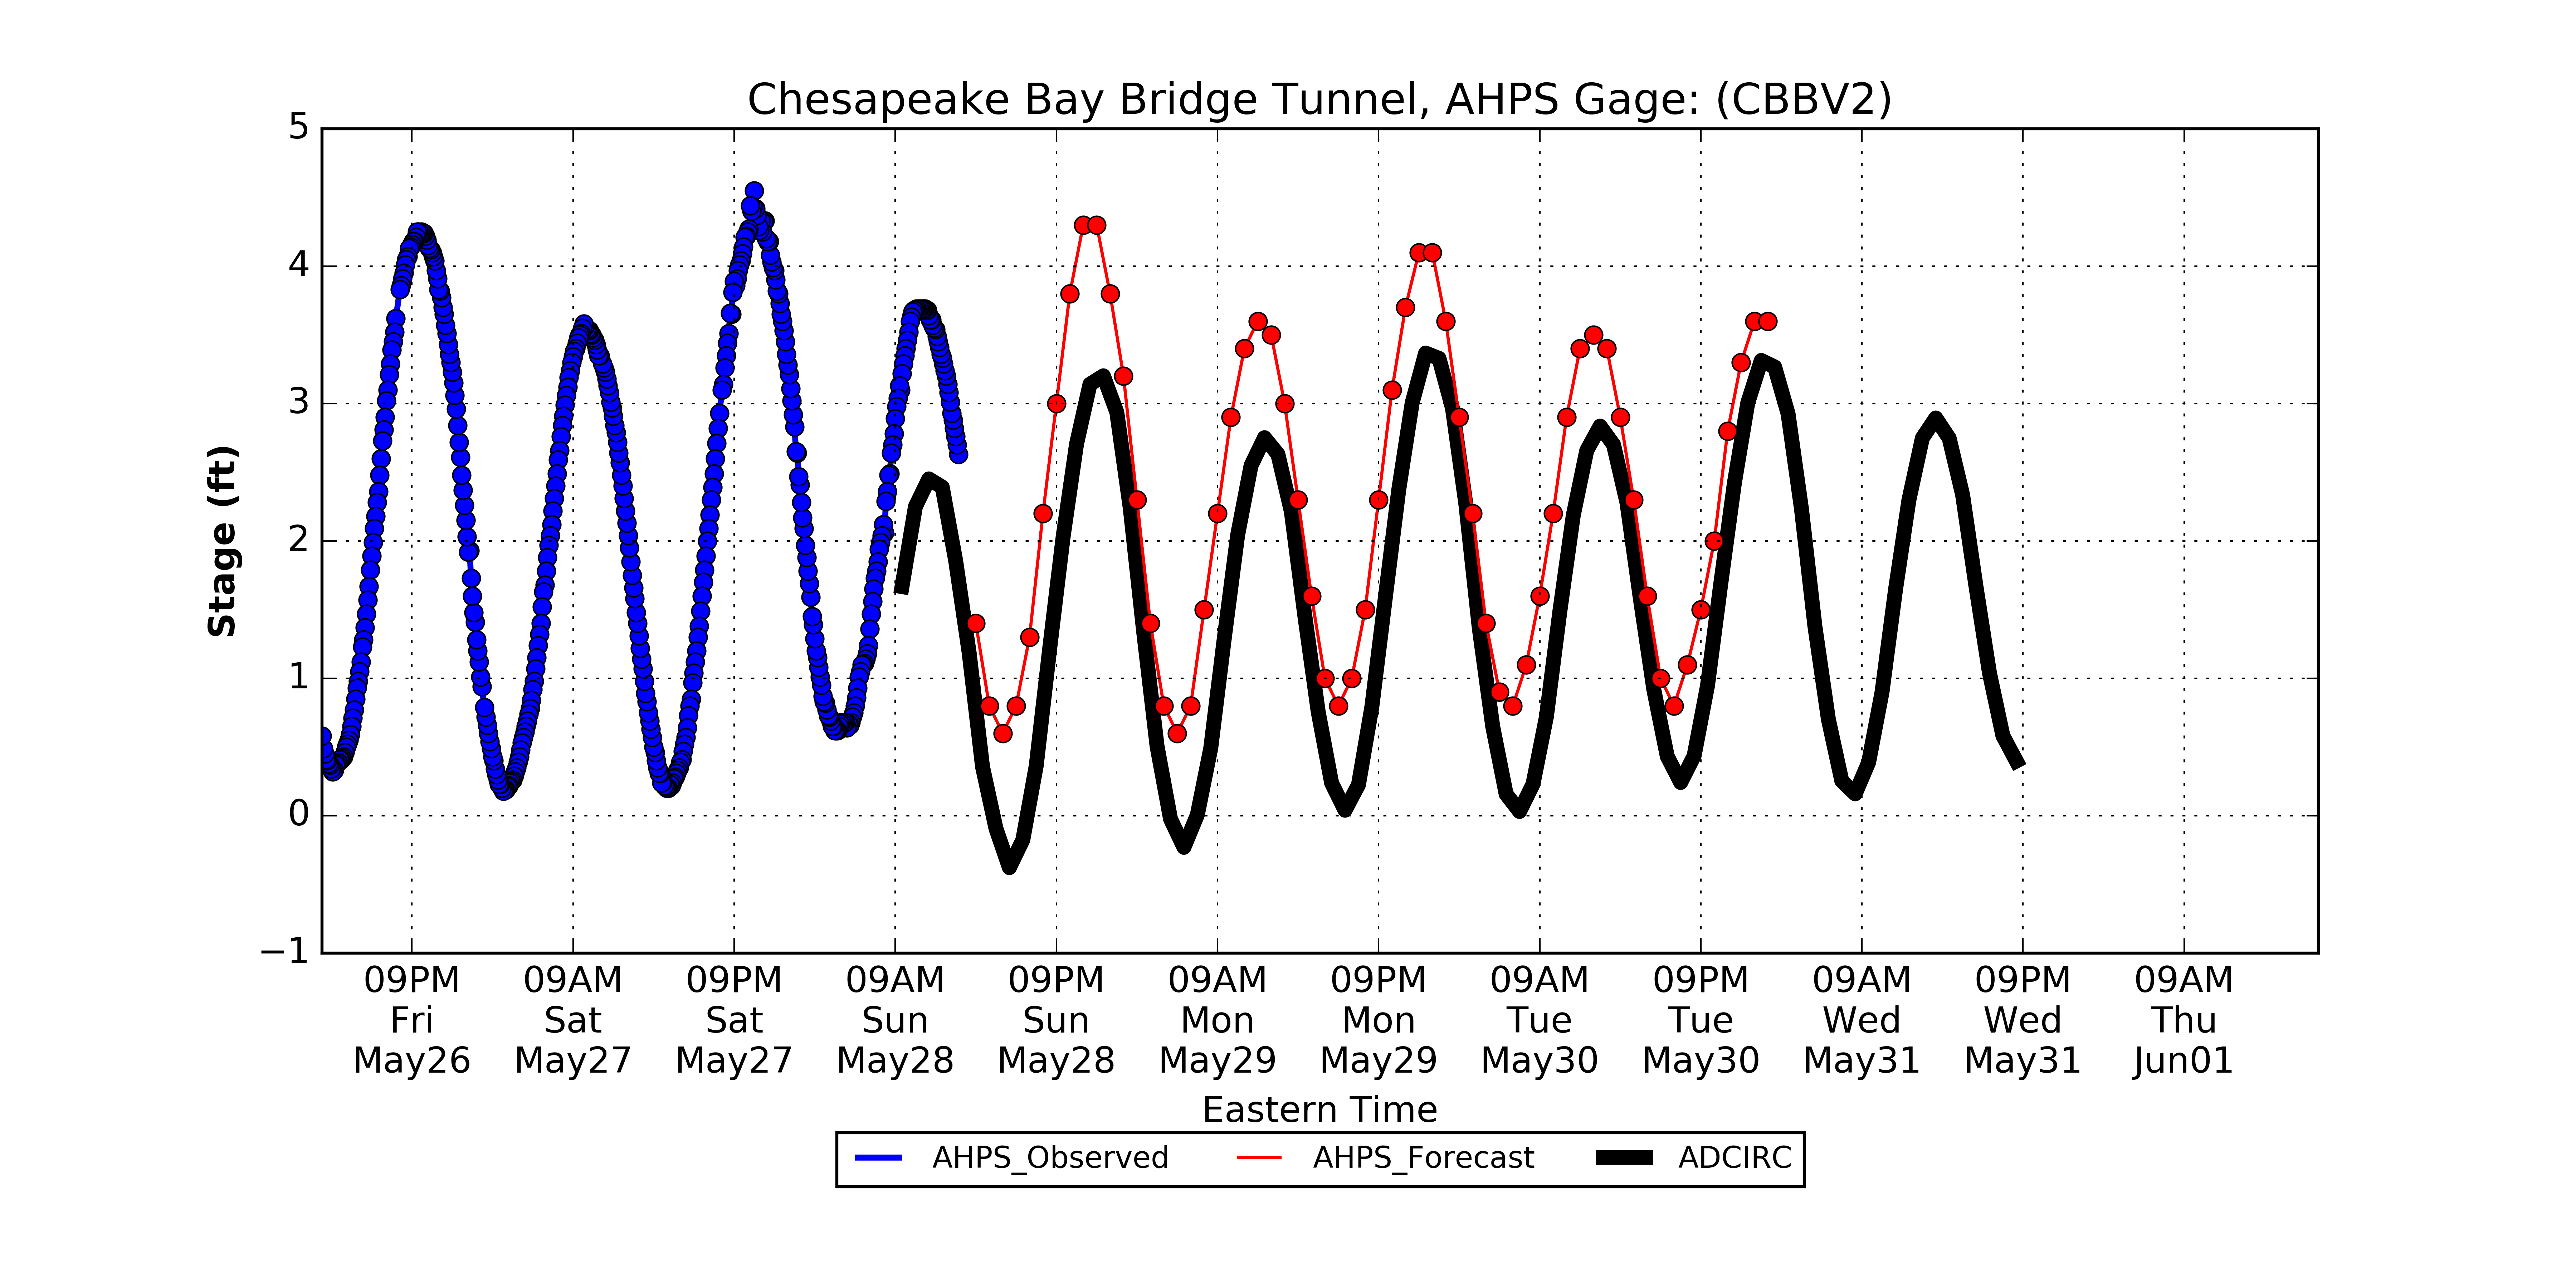 Chesapeake Bay Bridge Tunnel, AHPS Gage: (CBBV2)
5
4
3
2
1
0
−1
Stage (ft)
09PM 09AM 09PM 09AM 09PM 09AM 09PM 09AM 09PM 09AM 09PM 09AM
Fri Sat Sat Sun Sun Mon Mon Tue Tue Wed Wed Thu
May26 May27 May27 May28 May28 May29 May29 May30 May30 May31 May31 Jun01
Eastern Time
AHPS_Observed AHPS_Forecast ADCIRC